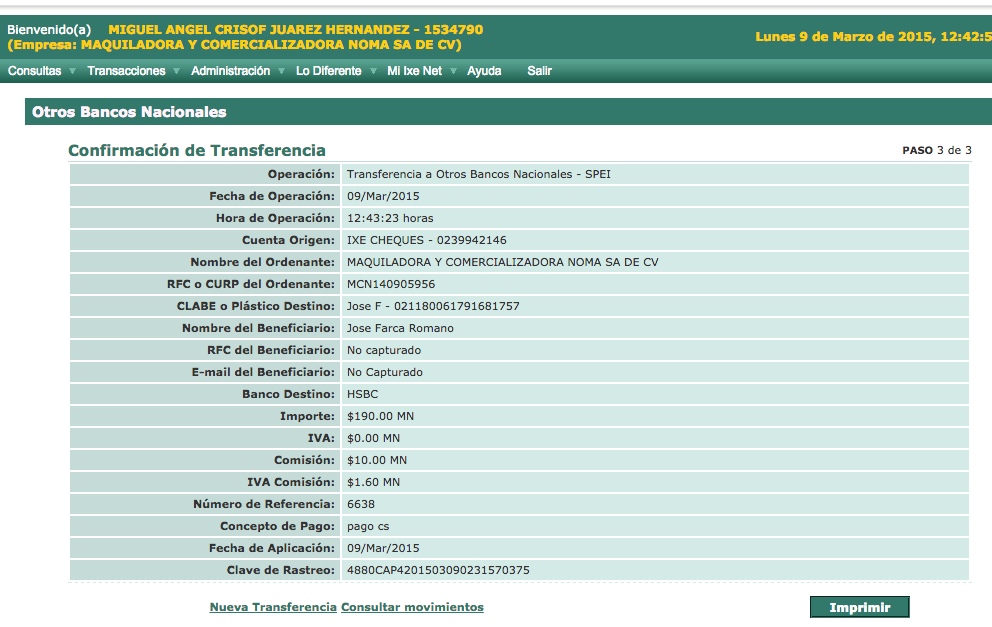 Bienvenido(a) MIGUEL ANGEL CRISOF JUAREZ HERNANDEZ - 1534790
(Empresa: MAQUILADORA Y COMERCIALIZADORA NOMA SA DE CV)
Lunes 9 de Marzo de 2015, 12:42:5
Consultas Transacciones Administración Lo Diferente Mi Ixe Net Ayuda Salir
Otros Bancos Nacionales
Confirmación de Transferencia PASO 3 de 3
Operación: Transferencia a Otros Bancos Nacionales - SPEI
Fecha de Operación: 09/Mar/2015
Hora de Operación: 12:43:23 horas
Cuenta Origen: IXE CHEQUES - 0239942146
Nombre del Ordenante: MAQUILADORA Y COMERCIALIZADORA NOMA SA DE CV
RFC o CURP del Ordenante: MCN140905956
CLABE o Plástico Destino: Jose F - 021180061791681757
Nombre del Beneficiario: Jose Farca Romano
RFC del Beneficiario: No capturado
E-mail del Beneficiario: No Capturado
Banco Destino: HSBC
Importe: $190.00 MN
IVA: $0.00 MN
Comisión: $10.00 MN
IVA Comisión: $1.60 MN
Número de Referencia: 6638
Concepto de Pago: pago cs
Fecha de Aplicación: 09/Mar/2015
Clave de Rastreo: 4880CAP4201503090231570375
Nueva Transferencia Consultar movimientos Imprimir